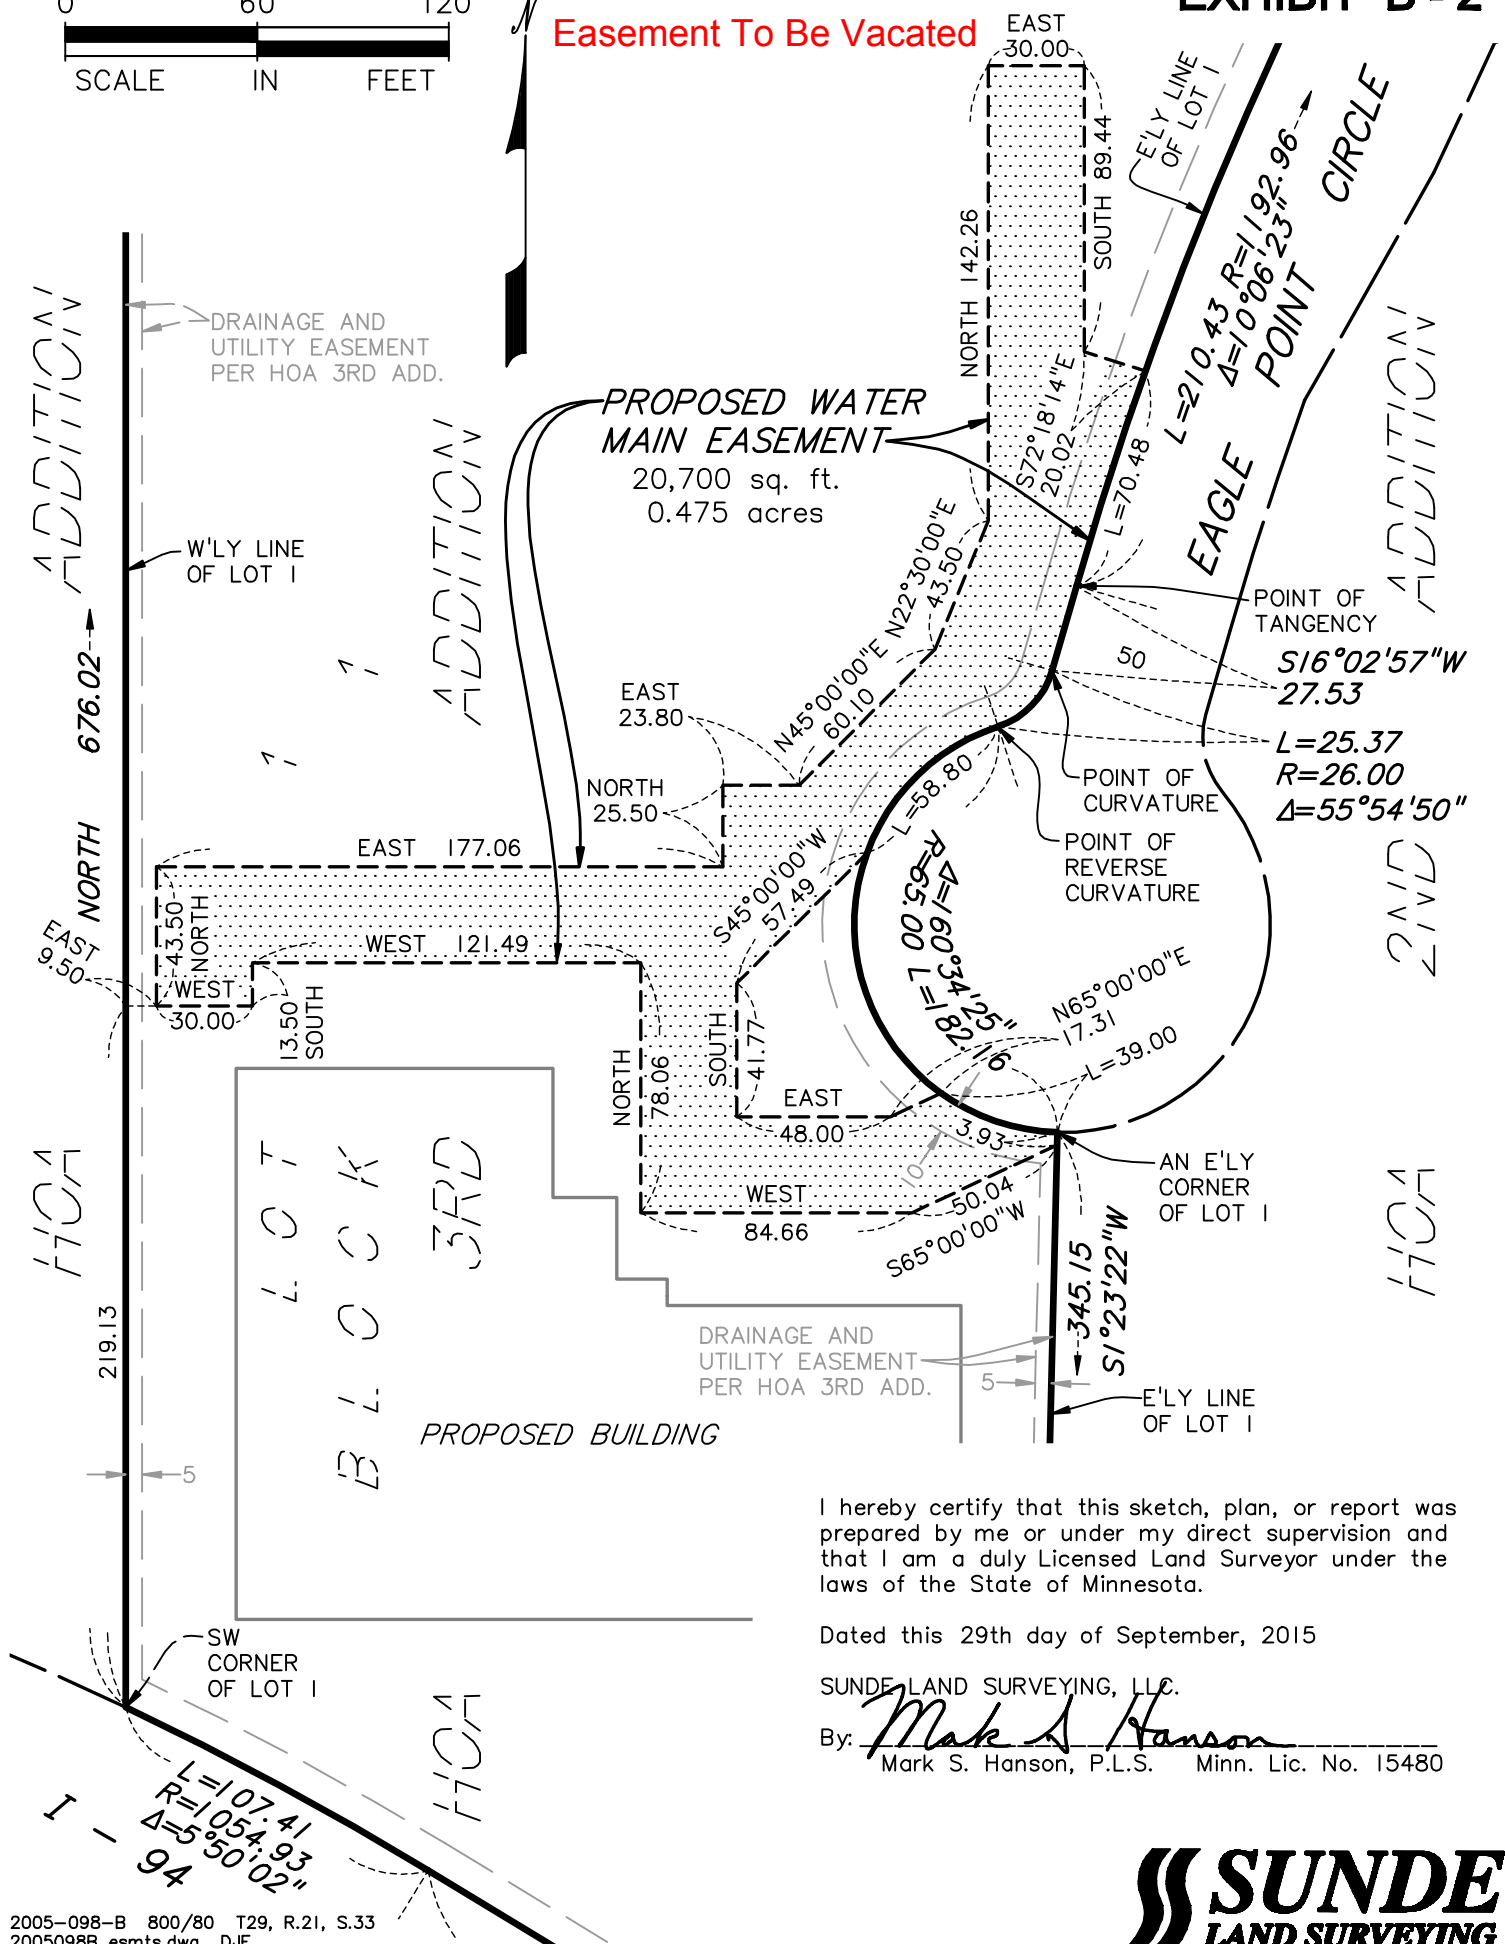 0 60 120
SCALE IN FEET
N
Easement To Be Vacated
EXHIBIT B-2
EAST
30.00
E'LY LINE
OF LOT 1
SOUTH 89.44
NORTH 142.26
L=210.43 R=1192.96
Δ=10°06'23"
EAGLE POINT CIRCLE
DRAINAGE AND
UTILITY EASEMENT
PER HOA 3RD ADD.
PROPOSED WATER
MAIN EASEMENT
20,700 sq. ft.
0.475 acres
S72°18'14"E
20.02
L=70.48
W'LY LINE
OF LOT 1
N22°30'00"E
43.50
POINT OF
TANGENCY
S16°02'57"W
27.53
50
NORTH 676.02
EAST
23.80
N45°00'00"E
60.10
L=25.37
R=26.00
Δ=55°54'50"
POINT OF
CURVATURE
NORTH
25.50
L=58.80
POINT OF
REVERSE
CURVATURE
EAST 177.06
S45°00'00"W
57.49
Δ=160°34'25"
R=65.00 L=182.16
43.50
NORTH
WEST 121.49
EAST
9.50
WEST
30.00
13.50
SOUTH
NORTH
78.06
SOUTH
41.77
N65°00'00"E
17.31
L=39.00
EAST
48.00
3.93
10
AN E'LY
CORNER
OF LOT 1
WEST
84.66
50.04
S65°00'00"W
345.15
S1°23'22"W
219.13
DRAINAGE AND
UTILITY EASEMENT
PER HOA 3RD ADD.
5
E'LY LINE
OF LOT 1
PROPOSED BUILDING
5
LOT 1
BLOCK 1
HOA 3RD ADDITION
HOA ADDITION
HOA 2ND ADDITION
I hereby certify that this sketch, plan, or report was
prepared by me or under my direct supervision and
that I am a duly Licensed Land Surveyor under the
laws of the State of Minnesota.
Dated this 29th day of September, 2015
SUNDE LAND SURVEYING, LLC.
By: Mark S Hanson
Mark S. Hanson, P.L.S. Minn. Lic. No. 15480
SW
CORNER
OF LOT 1
L=107.41
R=1054.93
Δ=5°50'02"
I - 94
2005-098-B 800/80 T29, R.21, S.33
2005098B esmts.dwg DJF
SUNDE
LAND SURVEYING